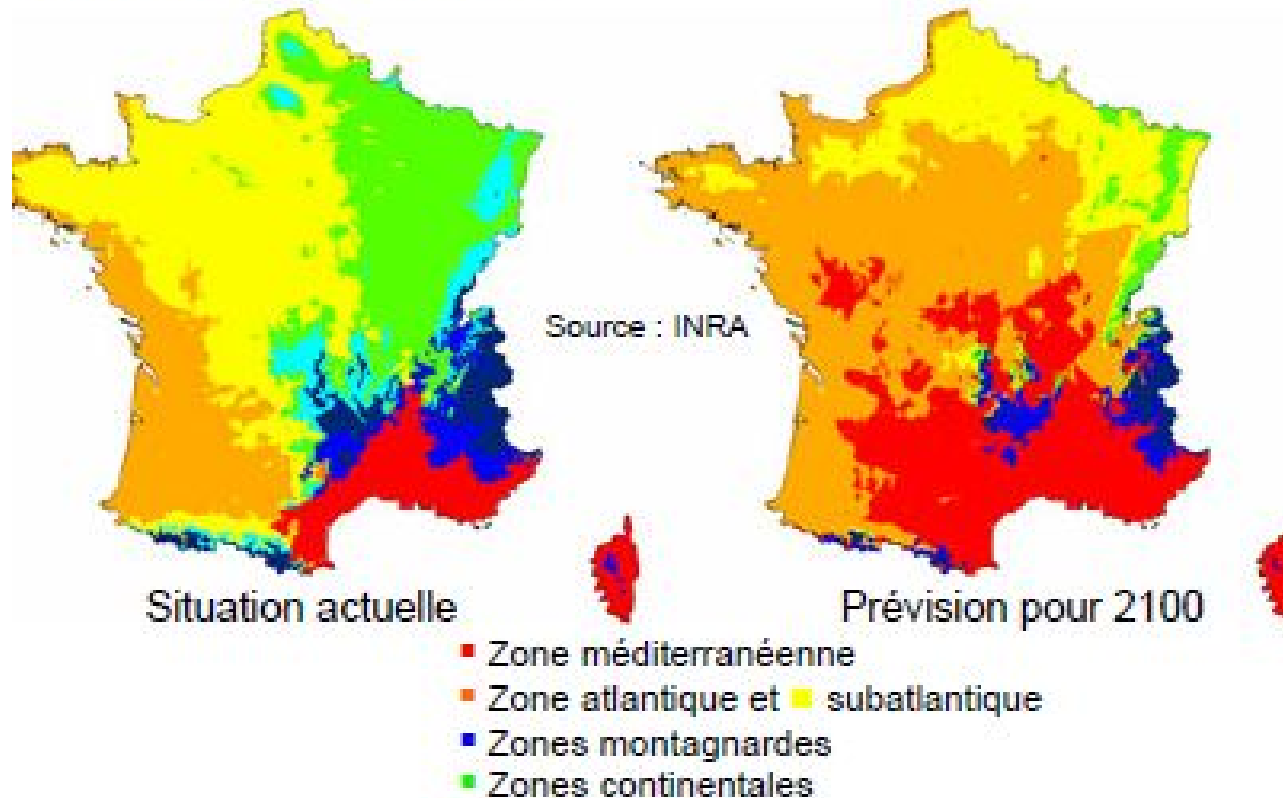 Source : INRA
Situation actuelle
Prévision pour 2100
Zone méditerranéenne
Zone atlantique et subatlantique
Zones montagnardes
Zones continentales